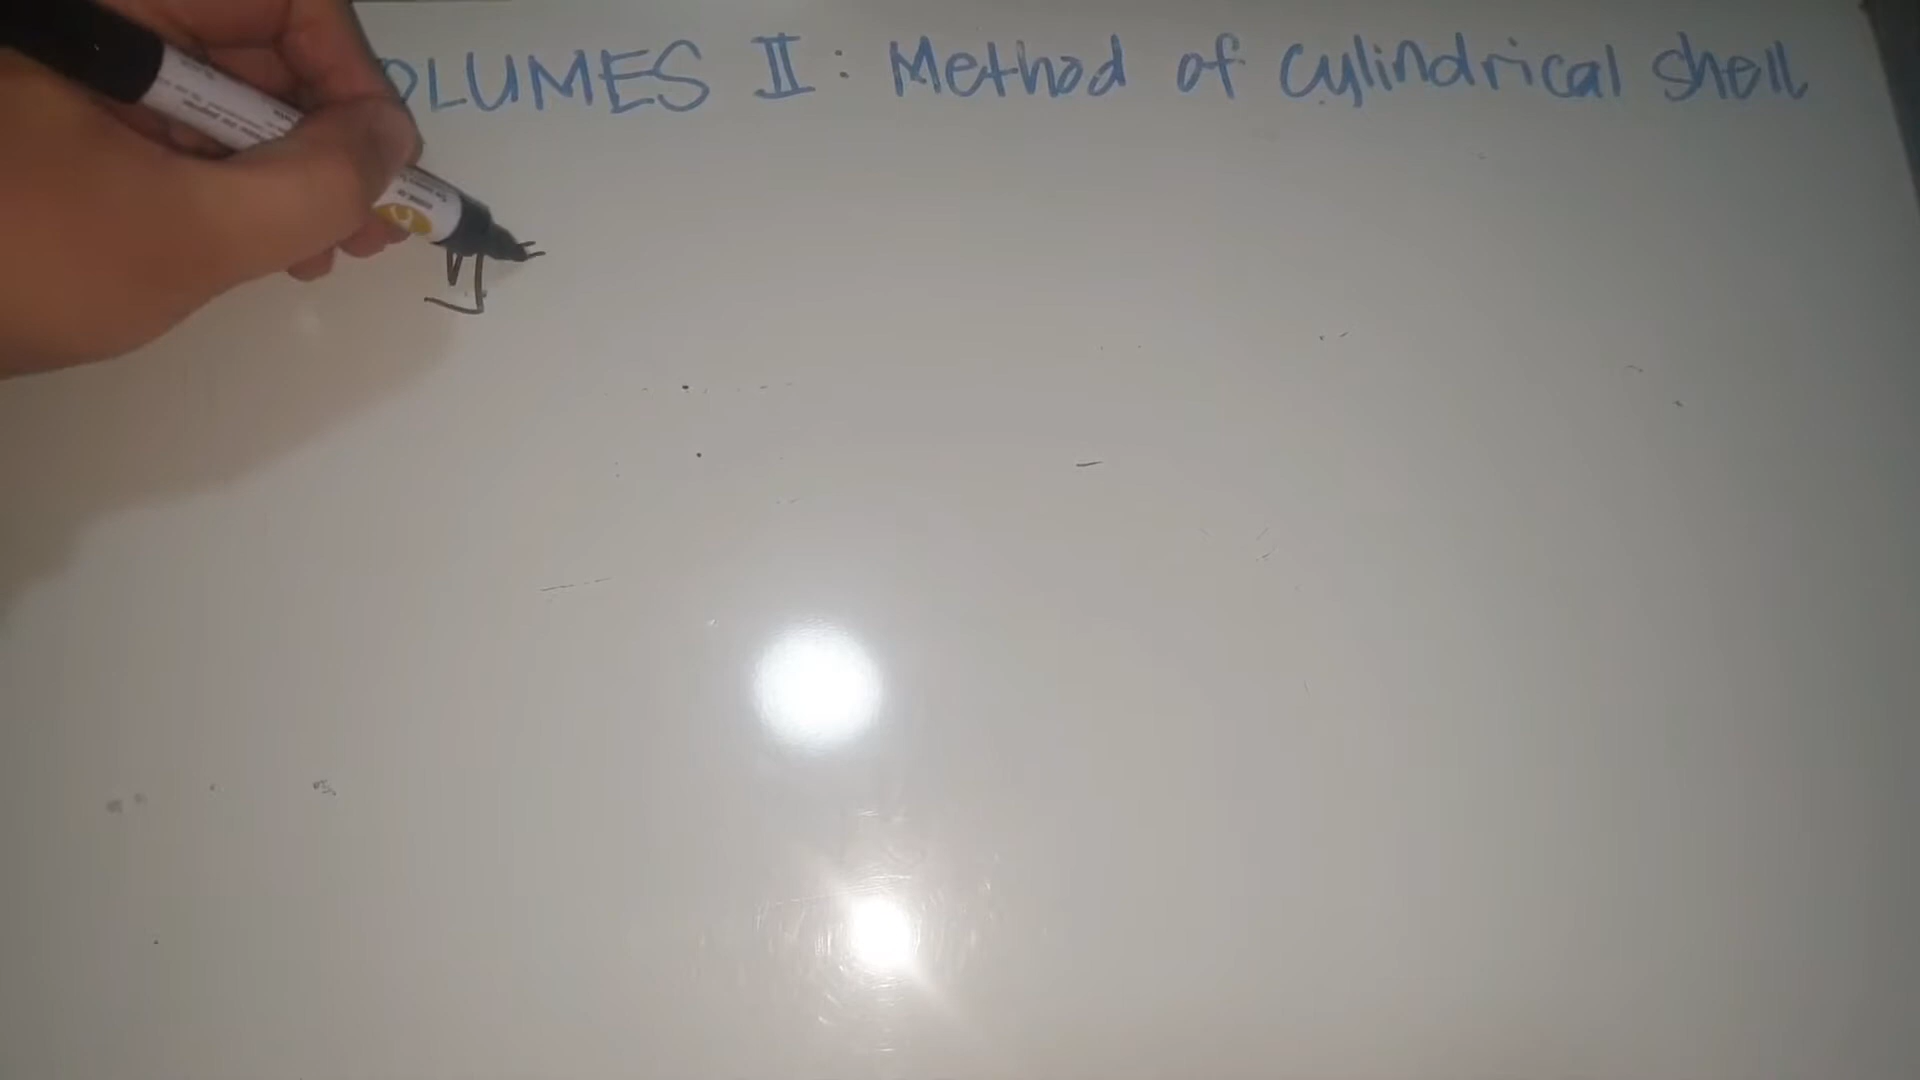 OLUMES II: Method of cylindrical shell
y =